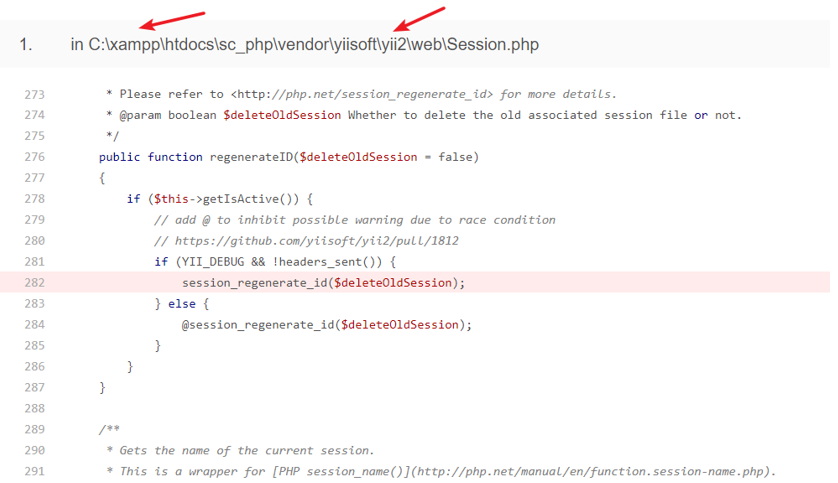 1. in C:\xampp\htdocs\sc_php\vendor\yiisoft\yii2\web\Session.php
273 * Please refer to <http://php.net/session_regenerate_id> for more details.
274 * @param boolean $deleteOldSession Whether to delete the old associated session file or not.
275 */
276 public function regenerateID($deleteOldSession = false)
277 {
278 if ($this->getIsActive()) {
279 // add @ to inhibit possible warning due to race condition
280 // https://github.com/yiisoft/yii2/pull/1812
281 if (YII_DEBUG && !headers_sent()) {
282 session_regenerate_id($deleteOldSession);
283 } else {
284 @session_regenerate_id($deleteOldSession);
285 }
286 }
287 }
288
289 /**
290 * Gets the name of the current session.
291 * This is a wrapper for [PHP session_name()](http://php.net/manual/en/function.session-name.php).